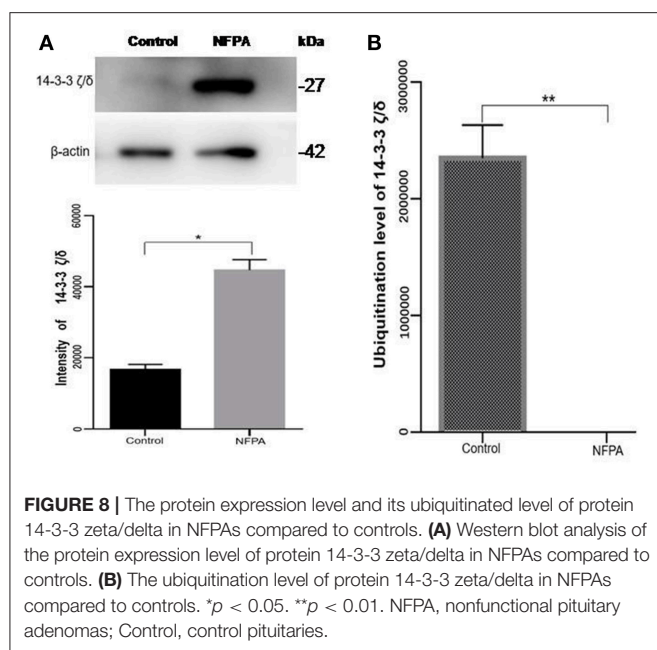 A
Control NFPA kDa
14-3-3 ζ/δ
-27
β-actin
-42
Intensity of 14-3-3 ζ/δ
60000
40000
20000
0
*
Control NFPA
B
Ubiquitination level of 14-3-3 ζ/δ
3000000
2000000
1000000
0
**
Control NFPA
FIGURE 8 | The protein expression level and its ubiquitinated level of protein
14-3-3 zeta/delta in NFPAs compared to controls. (A) Western blot analysis of
the protein expression level of protein 14-3-3 zeta/delta in NFPAs compared to
controls. (B) The ubiquitination level of protein 14-3-3 zeta/delta in NFPAs
compared to controls. *p < 0.05. **p < 0.01. NFPA, nonfunctional pituitary
adenomas; Control, control pituitaries.